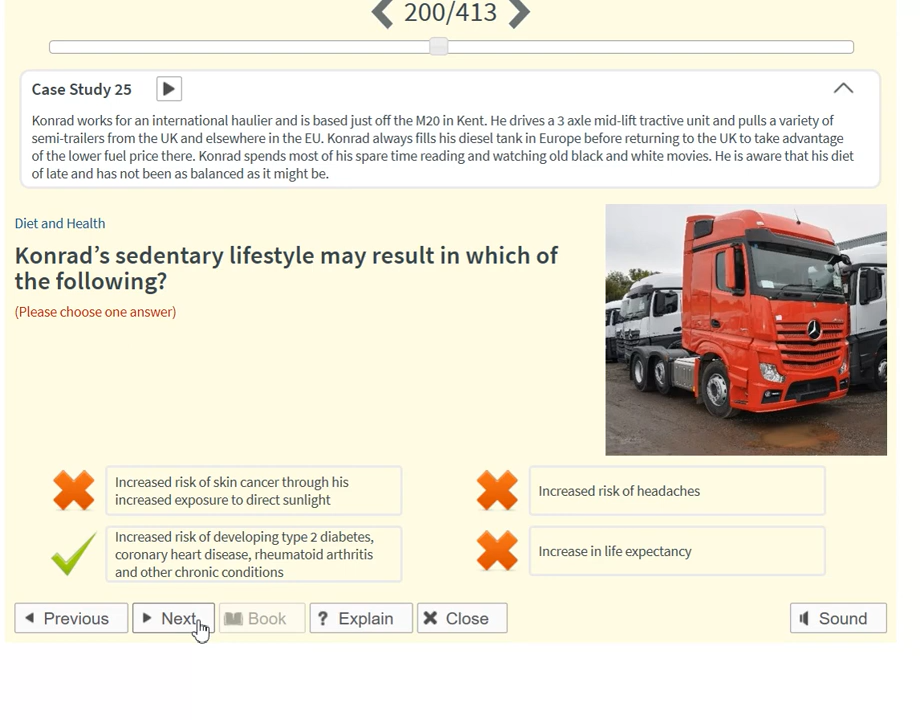 200/413
Case Study 25
Konrad works for an international haulier and is based just off the M20 in Kent. He drives a 3 axle mid-lift tractive unit and pulls a variety of
semi-trailers from the UK and elsewhere in the EU. Konrad always fills his diesel tank in Europe before returning to the UK to take advantage
of the lower fuel price there. Konrad spends most of his spare time reading and watching old black and white movies. He is aware that his diet
of late and has not been as balanced as it might be.
Diet and Health
Konrad's sedentary lifestyle may result in which of
the following?
(Please choose one answer)
Increased risk of skin cancer through his
increased exposure to direct sunlight
Increased risk of headaches
Increased risk of developing type 2 diabetes,
coronary heart disease, rheumatoid arthritis
and other chronic conditions
Increase in life expectancy
Previous
Next
Book
? Explain
Close
Sound